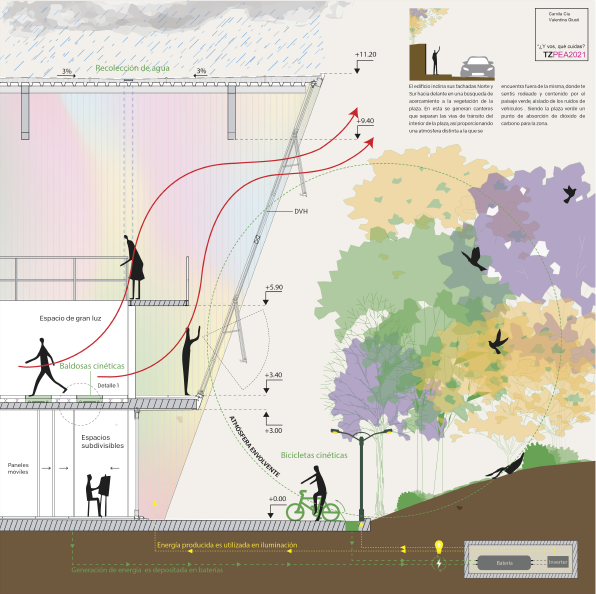 Camila Cia
Valentina Giusti
"¿Y vos, qué cuidas?"
TZPEA2021
El edificio inclina sus fachadas Norte y
Sur hacia delante en una búsqueda de
acercamiento a la vegetación de la
plaza. En esta se generan canteros
que separan las vías de tránsito del
interior de la plaza, así proporcionando
una atmósfera distinta a la que se
encuentra fuera de la misma, donde te
sentís rodeado y contenido por el
paisaje verde, aislado de los ruidos de
vehículos. Siendo la plaza verde un
punto de absorción de dióxido de
carbono para la zona.
3%
Recolección de agua
3%
+11.20
+9.40
DVH
+5.90
Espacio de gran luz
Baldosas cinéticas
Detalle 1
+3.40
+3.00
Espacios
subdivisibles
Paneles
móviles
ATMÓSFERA ENVOLVENTE
Bicicletas cinéticas
+0.00
Energía producida es utilizada en iluminación
Generación de energía es depositada en baterías
Batería
Inverter